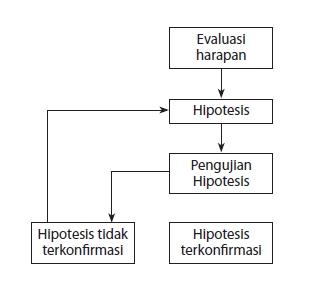 Evaluasi
harapan
Hipotesis
Pengujian
Hipotesis
Hipotesis tidak
terkonfirmasi
Hipotesis
terkonfirmasi